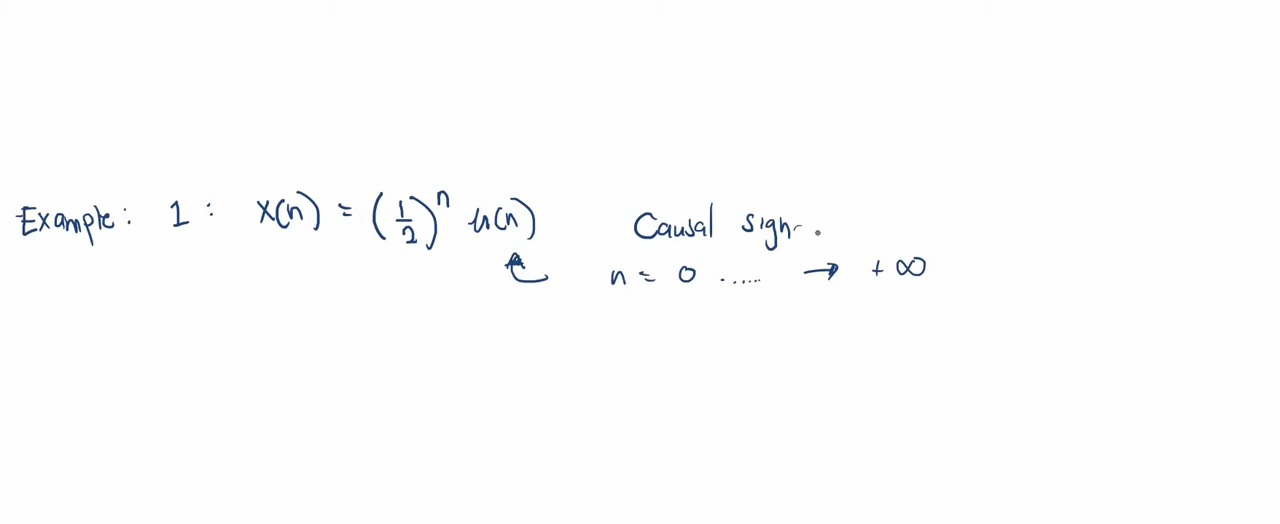 Example: 1 : x(n) = (1/2)^n u(n) Causal sign-.
n = 0 ...... → + ∞